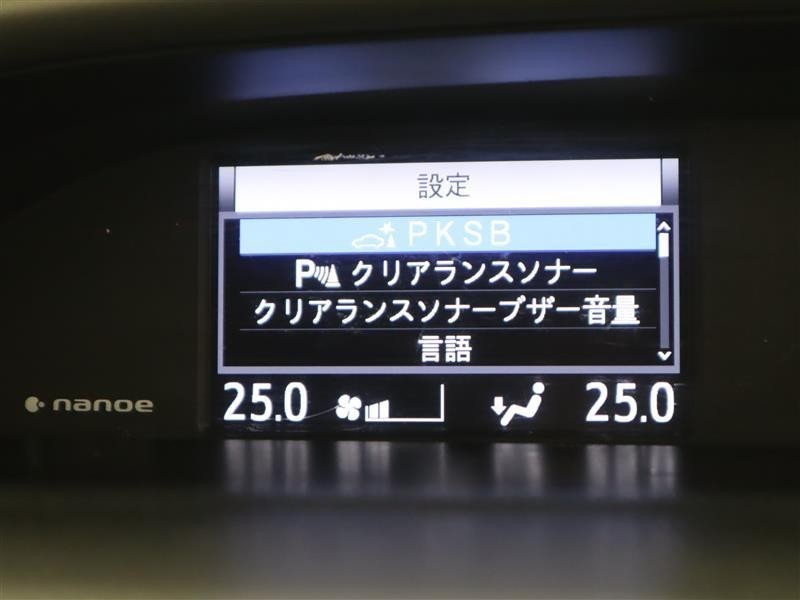 設定
PKSB
P クリアランスソナー
クリアランスソナーブザー音量
言語
25.0 25.0
nanoe